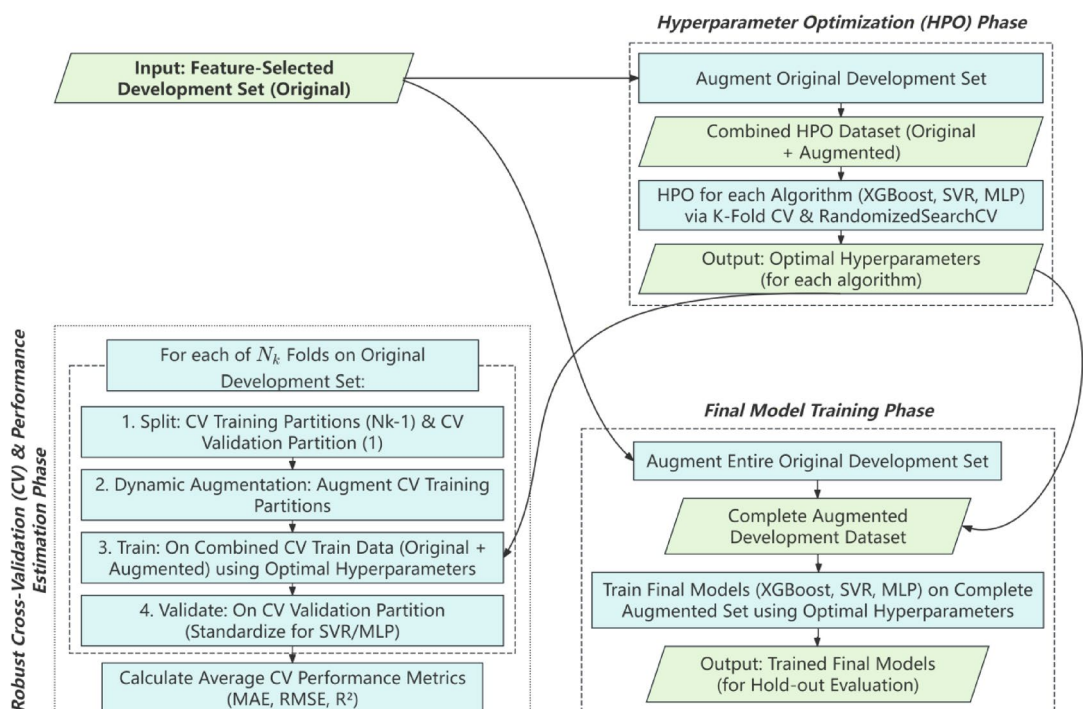 Hyperparameter Optimization (HPO) Phase
Input: Feature-Selected
Development Set (Original)
Augment Original Development Set
Combined HPO Dataset (Original
+ Augmented)
HPO for each Algorithm (XGBoost, SVR, MLP)
via K-Fold CV & RandomizedSearchCV
Output: Optimal Hyperparameters
(for each algorithm)
Robust Cross-Validation (CV) & Performance
Estimation Phase
For each of N_k Folds on Original
Development Set:
1. Split: CV Training Partitions (Nk-1) & CV
Validation Partition (1)
2. Dynamic Augmentation: Augment CV Training
Partitions
3. Train: On Combined CV Train Data (Original +
Augmented) using Optimal Hyperparameters
4. Validate: On CV Validation Partition
(Standardize for SVR/MLP)
Calculate Average CV Performance Metrics
(MAE, RMSE, R²)
Final Model Training Phase
Augment Entire Original Development Set
Complete Augmented
Development Dataset
Train Final Models (XGBoost, SVR, MLP) on Complete
Augmented Set using Optimal Hyperparameters
Output: Trained Final Models
(for Hold-out Evaluation)